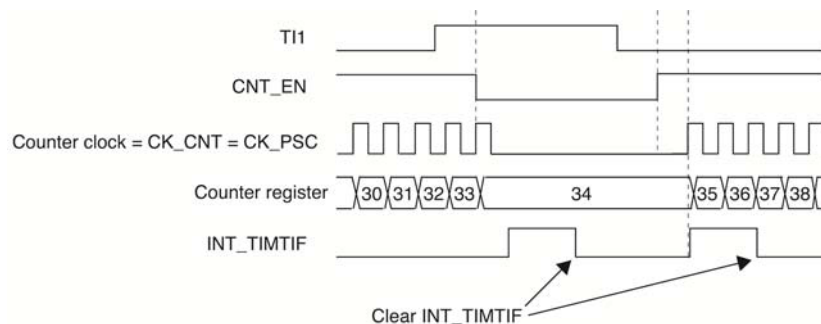 TI1
CNT_EN
Counter clock = CK_CNT = CK_PSC
Counter register 30 31 32 33 34 35 36 37 38
INT_TIMTIF
Clear INT_TIMTIF